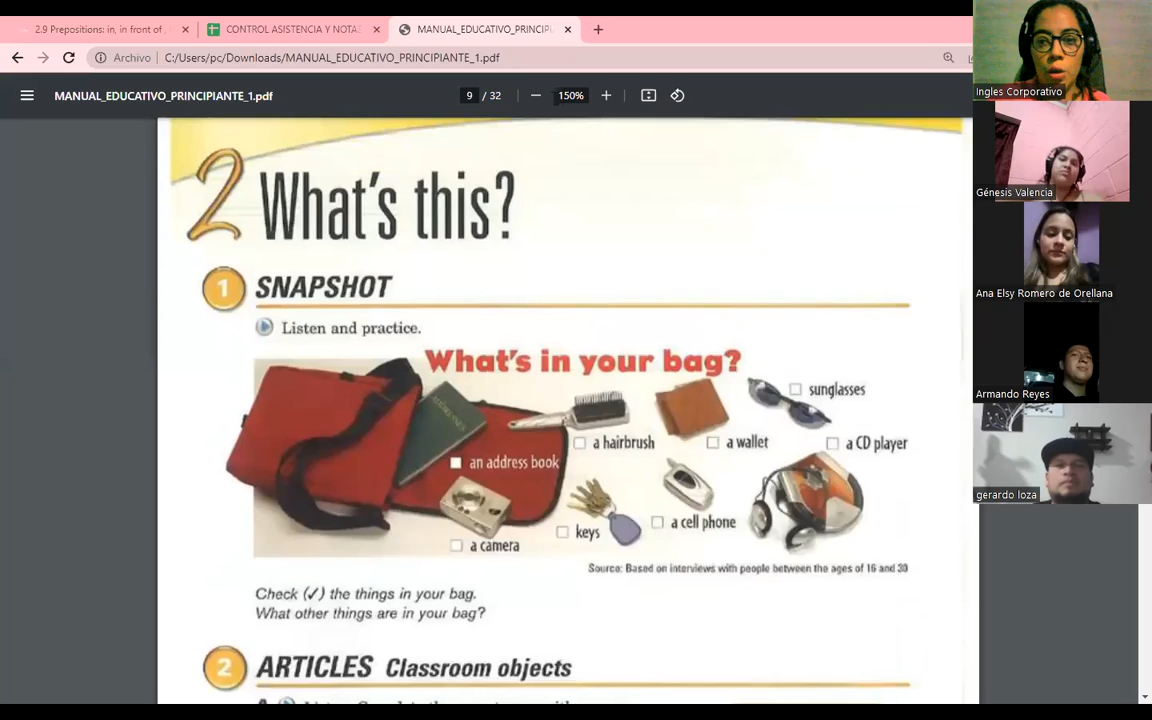 2.9 Prepositions: in, in front of
CONTROL ASISTENCIA Y NOTA
MANUAL_EDUCATIVO_PRINCIPI
Archivo
C:/Users/pc/Downloads/MANUAL_EDUCATIVO_PRINCIPIANTE_1.pdf
MANUAL_EDUCATIVO_PRINCIPIANTE_1.pdf
9 / 32
150%
2 What's this?
1 SNAPSHOT
Listen and practice.
What's in your bag?
sunglasses
a hairbrush
a wallet
a CD player
an address book
a cell phone
keys
a camera
Source: Based on interviews with people between the ages of 16 and 30
Check (✓) the things in your bag.
What other things are in your bag?
2 ARTICLES Classroom objects
Ingles Corporativo
Génesis Valencia
Ana Elsy Romero de Orellana
Armando Reyes
gerardo loza